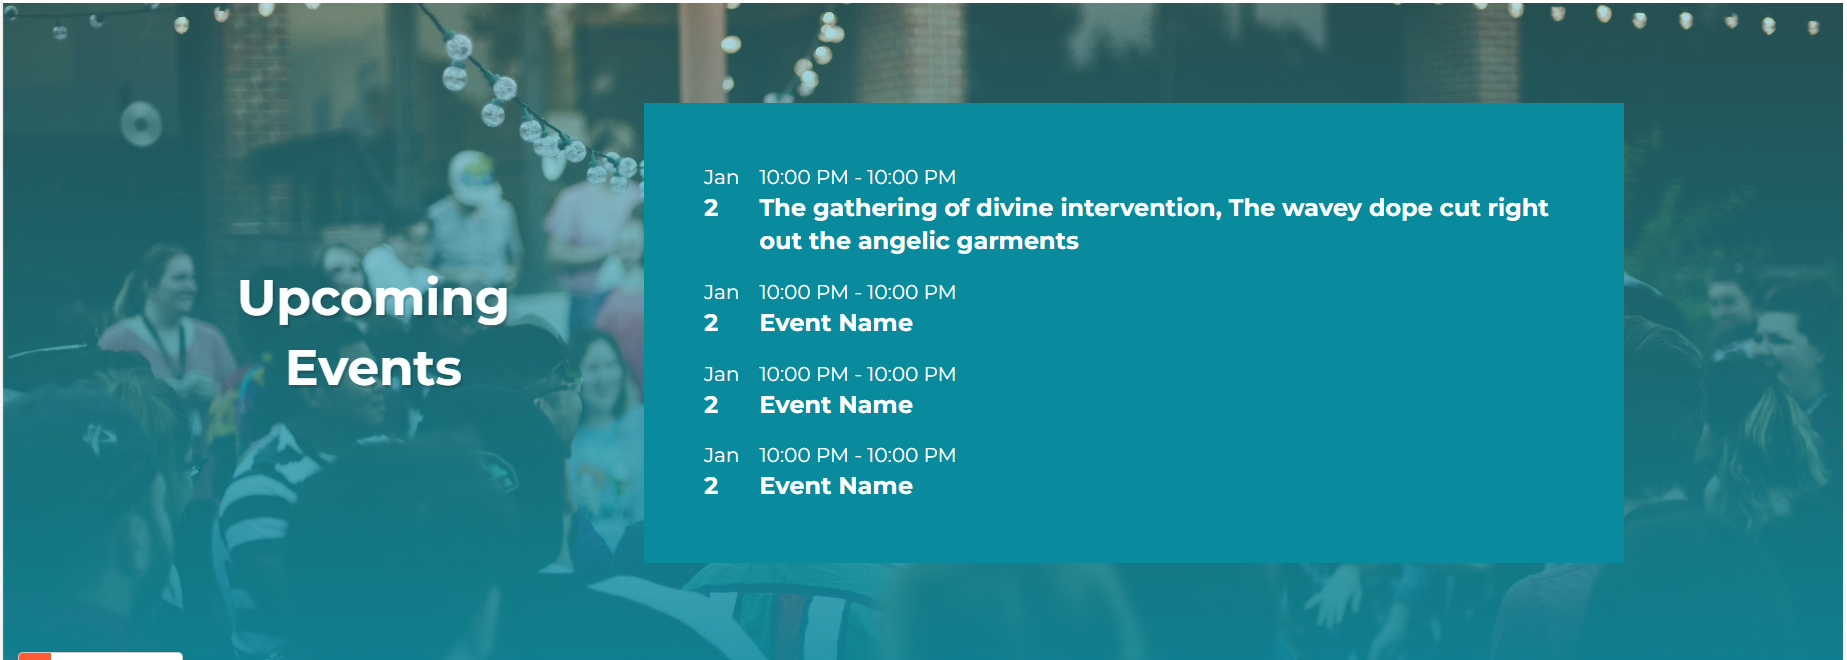 Upcoming
Events
Jan 10:00 PM - 10:00 PM
2 The gathering of divine intervention, The wavey dope cut right
out the angelic garments
Jan 10:00 PM - 10:00 PM
2 Event Name
Jan 10:00 PM - 10:00 PM
2 Event Name
Jan 10:00 PM - 10:00 PM
2 Event Name